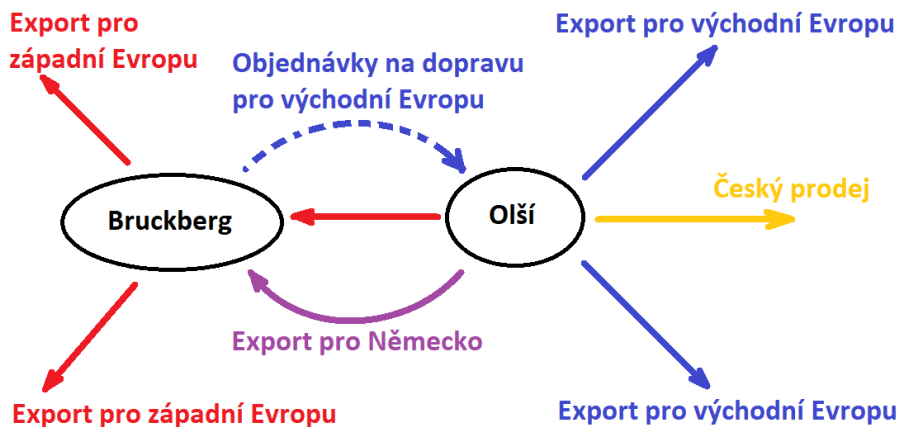 Export pro
západní Evropu
Export pro východní Evropu
Objednávky na dopravu
pro východní Evropu
Český prodej
Bruckberg
Olší
Export pro Německo
Export pro západní Evropu
Export pro východní Evropu